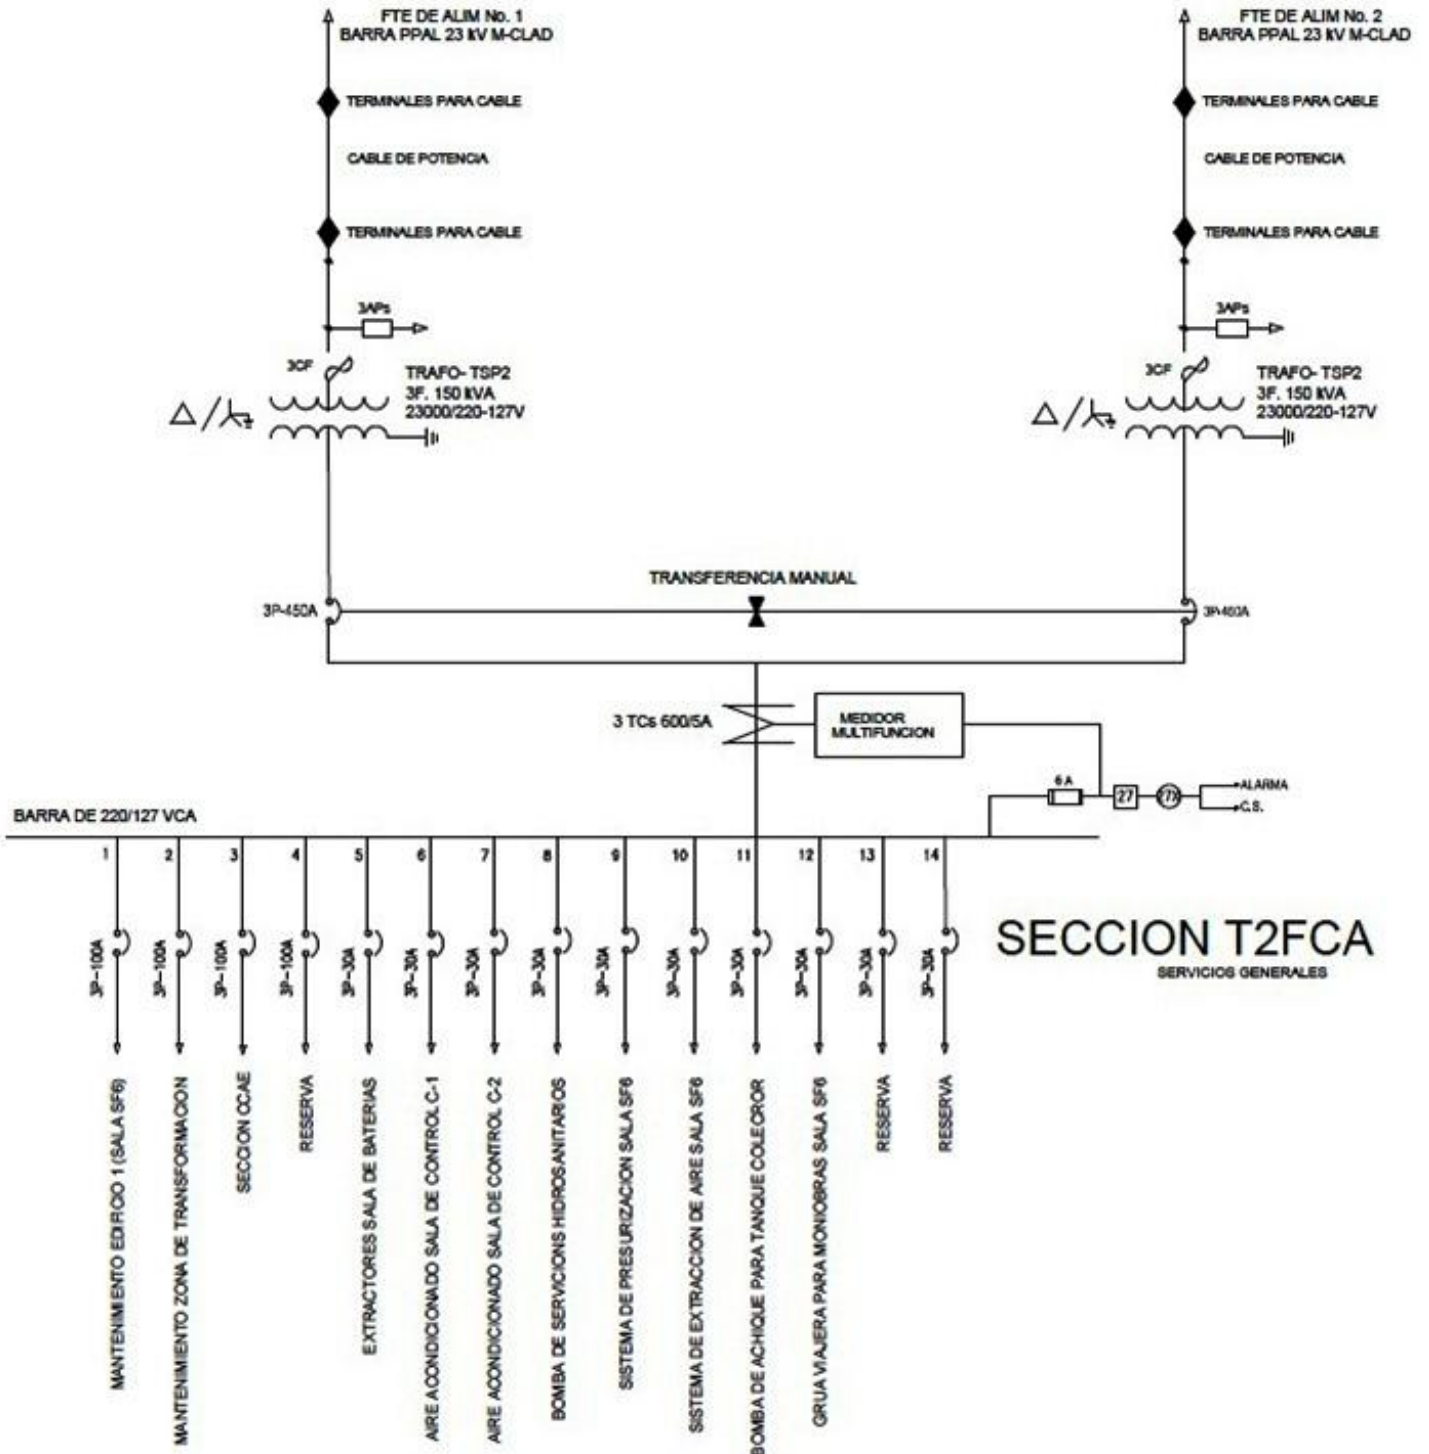 FTE DE ALIM No. 1
BARRA PPAL 23 kV M-CLAD
FTE DE ALIM No. 2
BARRA PPAL 23 kV M-CLAD
TERMINALES PARA CABLE
TERMINALES PARA CABLE
CABLE DE POTENCIA
CABLE DE POTENCIA
TERMINALES PARA CABLE
TERMINALES PARA CABLE
3APs
3APs
3CF
TRAFO- TSP2
3F. 150 kVA
23000/220-127V
3CF
TRAFO- TSP2
3F. 150 kVA
23000/220-127V
TRANSFERENCIA MANUAL
3P-450A
3 TCs 600/5A
MEDIDOR
MULTIFUNCION
6 A
27
27X
ALARMA
C.S.
BARRA DE 220/127 VCA
1
2
3
4
5
6
7
8
9
10
11
12
13
14
3P-100A
3P-100A
3P-100A
3P-100A
3P-30A
3P-30A
3P-30A
3P-30A
3P-30A
3P-30A
3P-30A
3P-30A
3P-30A
3P-30A
SECCION T2FCA
SERVICIOS GENERALES
MANTENIMIENTO EDIFICIO 1 (SALA SF6)
MANTENIMIENTO ZONA DE TRANSFORMACION
SECCION CCAE
RESERVA
EXTRACTORES SALA DE BATERIAS
AIRE ACONDICIONADO SALA DE CONTROL C-1
AIRE ACONDICIONADO SALA DE CONTROL C-2
BOMBA DE SERVICIONS HIDROSANITARIOS
SISTEMA DE PRESURIZACION SALA SF6
SISTEMA DE EXTRACCION DE AIRE SALA SF6
BOMBA DE ACHIQUE PARA TANQUE COLECROR
GRUA VIAJERA PARA MONIOBRAS SALA SF6
RESERVA
RESERVA